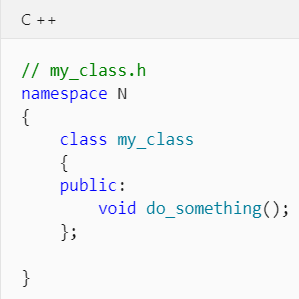 C ++
// my_class.h
namespace N
{
    class my_class
    {
    public:
        void do_something();
    };

}